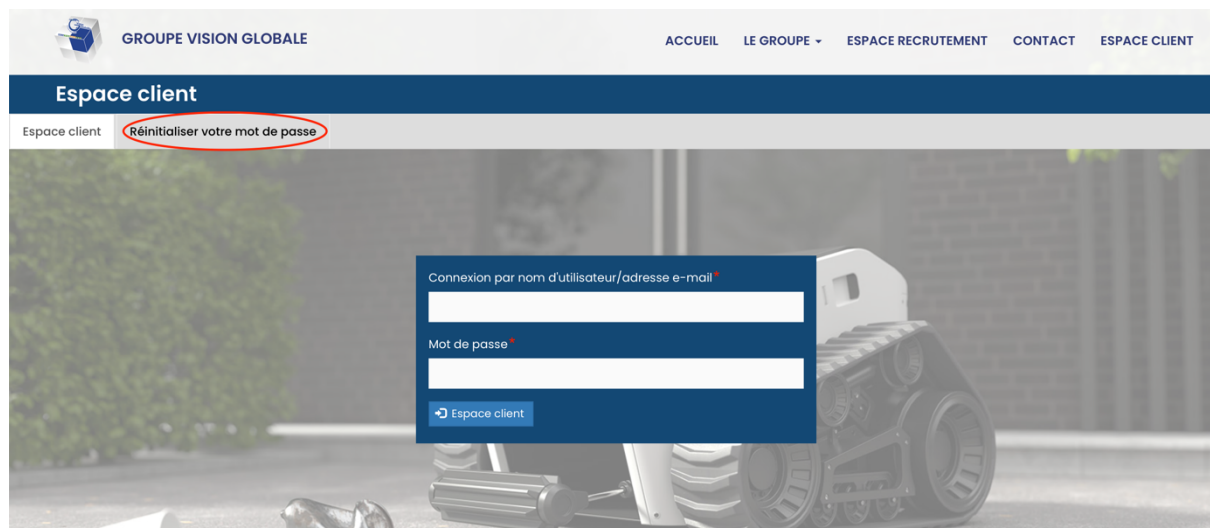 GROUPE VISION GLOBALE
ACCUEIL LE GROUPE ESPACE RECRUTEMENT CONTACT ESPACE CLIENT
Espace client
Espace client Réinitialiser votre mot de passe
Connexion par nom d'utilisateur/adresse e-mail*
Mot de passe*
Espace client